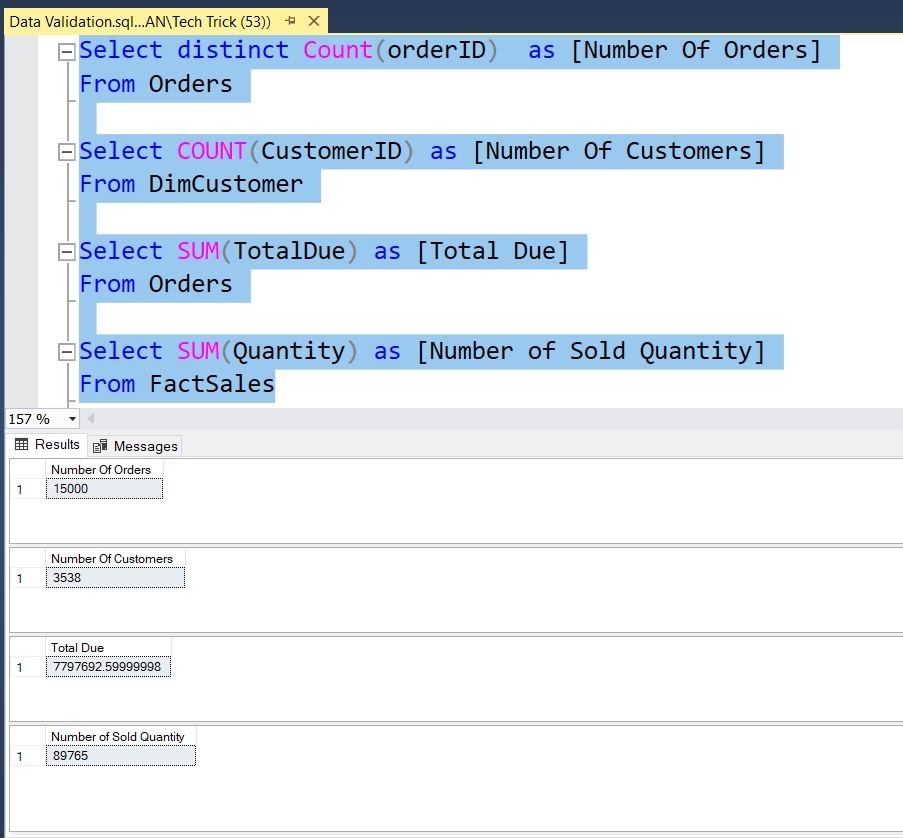 Data Validation.sql...AN\Tech Trick (53))
Select distinct Count(orderID)  as [Number Of Orders]
From Orders
Select COUNT(CustomerID) as [Number Of Customers]
From DimCustomer
Select SUM(TotalDue) as [Total Due]
From Orders
Select SUM(Quantity) as [Number of Sold Quantity]
From FactSales
157 %
Results Messages
Number Of Orders
1 15000
Number Of Customers
1 3538
Total Due
1 7797692.59999998
Number of Sold Quantity
1 89765